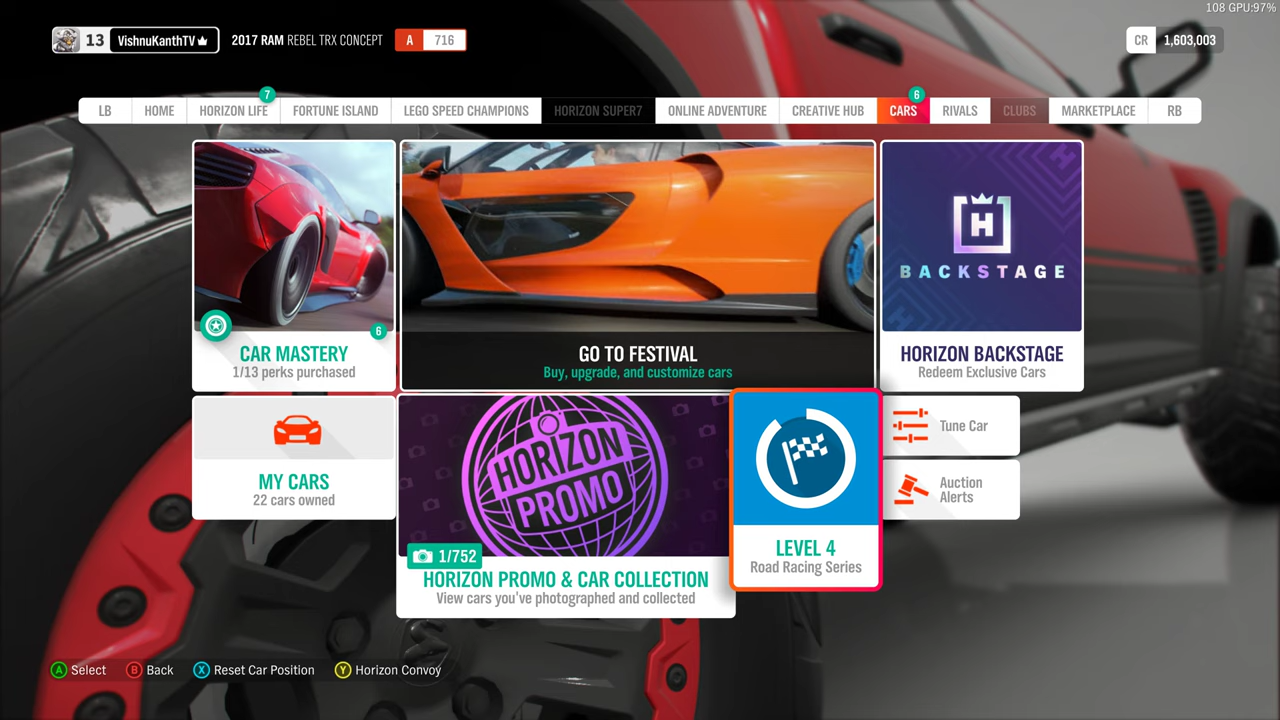 108 GPU:97%
13 VishnuKanthTV 2017 RAM REBEL TRX CONCEPT A 716
CR 1,603,003
7
6
LB HOME HORIZON LIFE FORTUNE ISLAND LEGO SPEED CHAMPIONS HORIZON SUPER7 ONLINE ADVENTURE CREATIVE HUB CARS RIVALS CLUBS MARKETPLACE RB
H
BACKSTAGE
6
CAR MASTERY
1/13 perks purchased
GO TO FESTIVAL
Buy, upgrade, and customize cars
HORIZON BACKSTAGE
Redeem Exclusive Cars
MY CARS
22 cars owned
HORIZON
PROMO
1/752
HORIZON PROMO & CAR COLLECTION
View cars you've photographed and collected
LEVEL 4
Road Racing Series
Tune Car
Auction
Alerts
A Select B Back X Reset Car Position Y Horizon Convoy